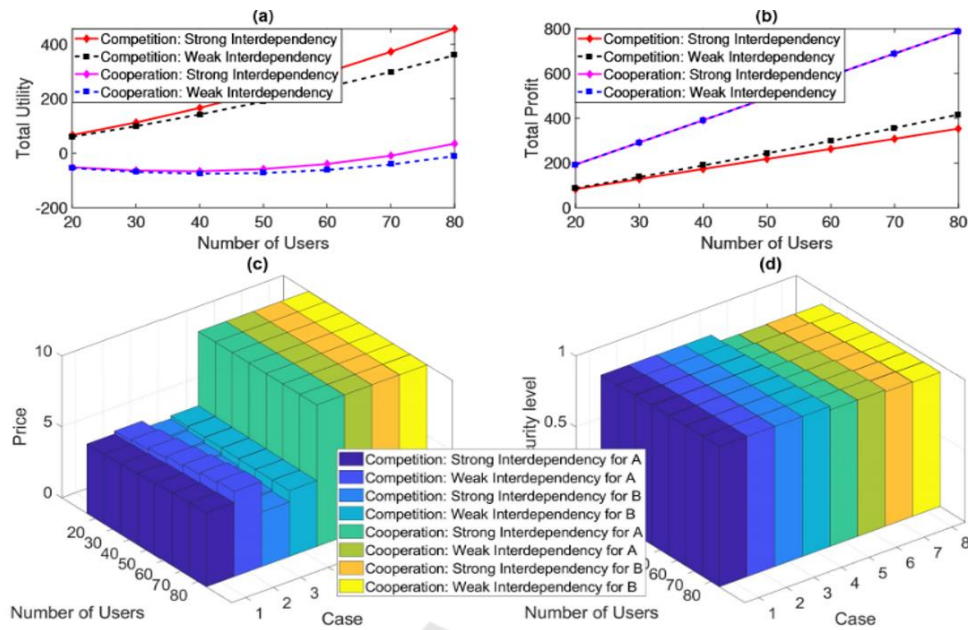 (a)
Total Utility
400
200
0
-200
Competition: Strong Interdependency
Competition: Weak Interdependency
Cooperation: Strong Interdependency
Cooperation: Weak Interdependency
20 30 40 50 60 70 80
Number of Users
(b)
Total Profit
800
600
400
200
0
Competition: Strong Interdependency
Competition: Weak Interdependency
Cooperation: Strong Interdependency
Cooperation: Weak Interdependency
20 30 40 50 60 70 80
Number of Users
(c)
Price
10
5
0
20
30
40
50
60
70
80
Number of Users
1 2 3
Case
Competition: Strong Interdependency for A
Competition: Weak Interdependency for A
Competition: Strong Interdependency for B
Competition: Weak Interdependency for B
Cooperation: Strong Interdependency for A
Cooperation: Weak Interdependency for A
Cooperation: Strong Interdependency for B
Cooperation: Weak Interdependency for B
(d)
urity level
1
0.5
60
70
80
Number of Users
1 2 3 4 5 6 7 8
Case